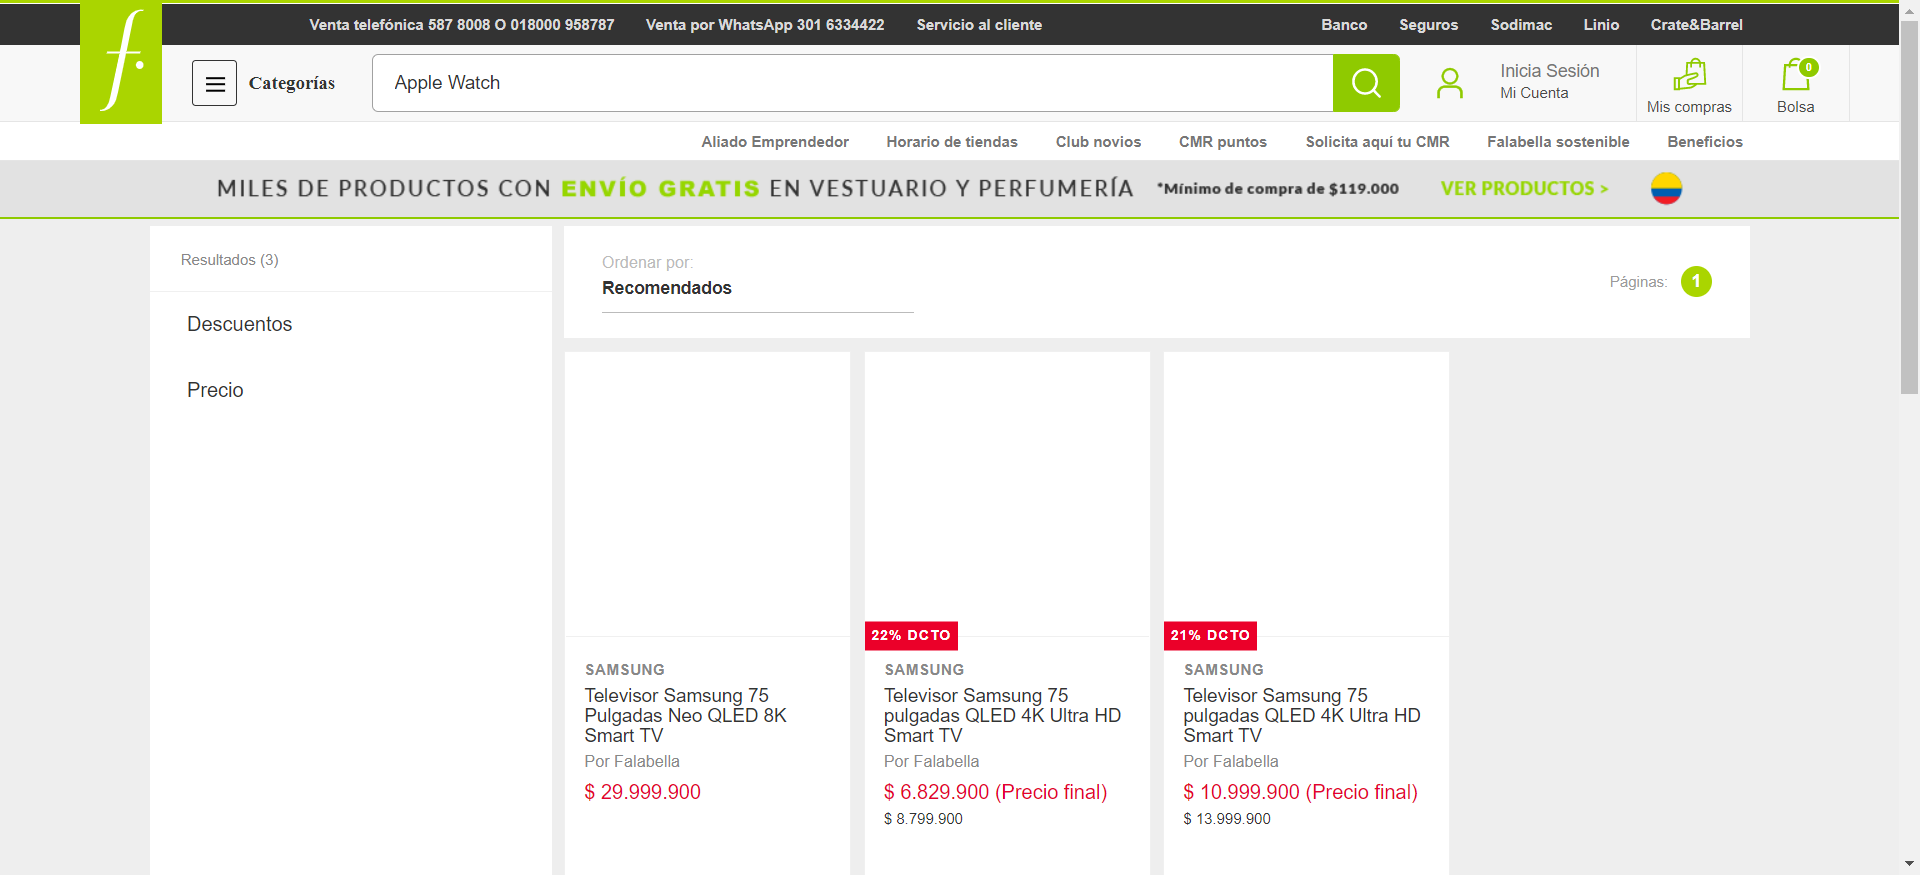 Venta telefónica 587 8008 O 018000 958787 Venta por WhatsApp 301 6334422 Servicio al cliente Banco Seguros Sodimac Linio Crate&Barrel
f.
Categorías
Apple Watch
Inicia Sesión
Mi Cuenta
Mis compras
0
Bolsa
Aliado Emprendedor Horario de tiendas Club novios CMR puntos Solicita aquí tu CMR Falabella sostenible Beneficios
MILES DE PRODUCTOS CON ENVÍO GRATIS EN VESTUARIO Y PERFUMERÍA *Mínimo de compra de $119.000 VER PRODUCTOS >
Resultados (3)
Descuentos
Precio
Ordenar por:
Recomendados
Páginas: 1
SAMSUNG
Televisor Samsung 75
Pulgadas Neo QLED 8K
Smart TV
Por Falabella
$ 29.999.900
22% DCTO
SAMSUNG
Televisor Samsung 75
pulgadas QLED 4K Ultra HD
Smart TV
Por Falabella
$ 6.829.900 (Precio final)
$ 8.799.900
21% DCTO
SAMSUNG
Televisor Samsung 75
pulgadas QLED 4K Ultra HD
Smart TV
Por Falabella
$ 10.999.900 (Precio final)
$ 13.999.900